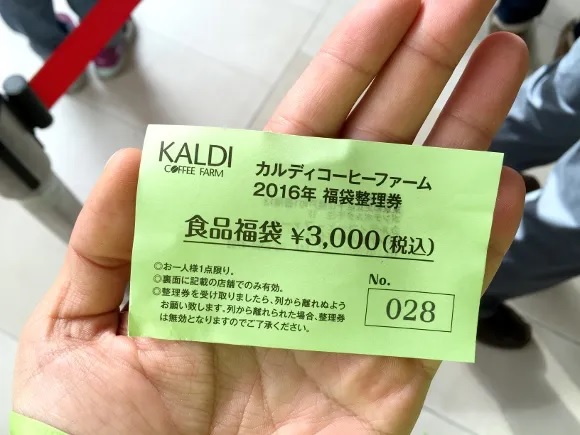 KALDI
COFFEE FARM
カルディコーヒーファーム
2016年 福袋整理券
食品福袋 ¥3,000(税込)
◎お一人様1点限り。
◎裏面に記載の店舗でのみ有効。
◎整理券を受け取りましたら、列から離れぬよう
お願い致します。列から離れられた場合、整理券
は無効となりますのでご了承ください。
No.
028